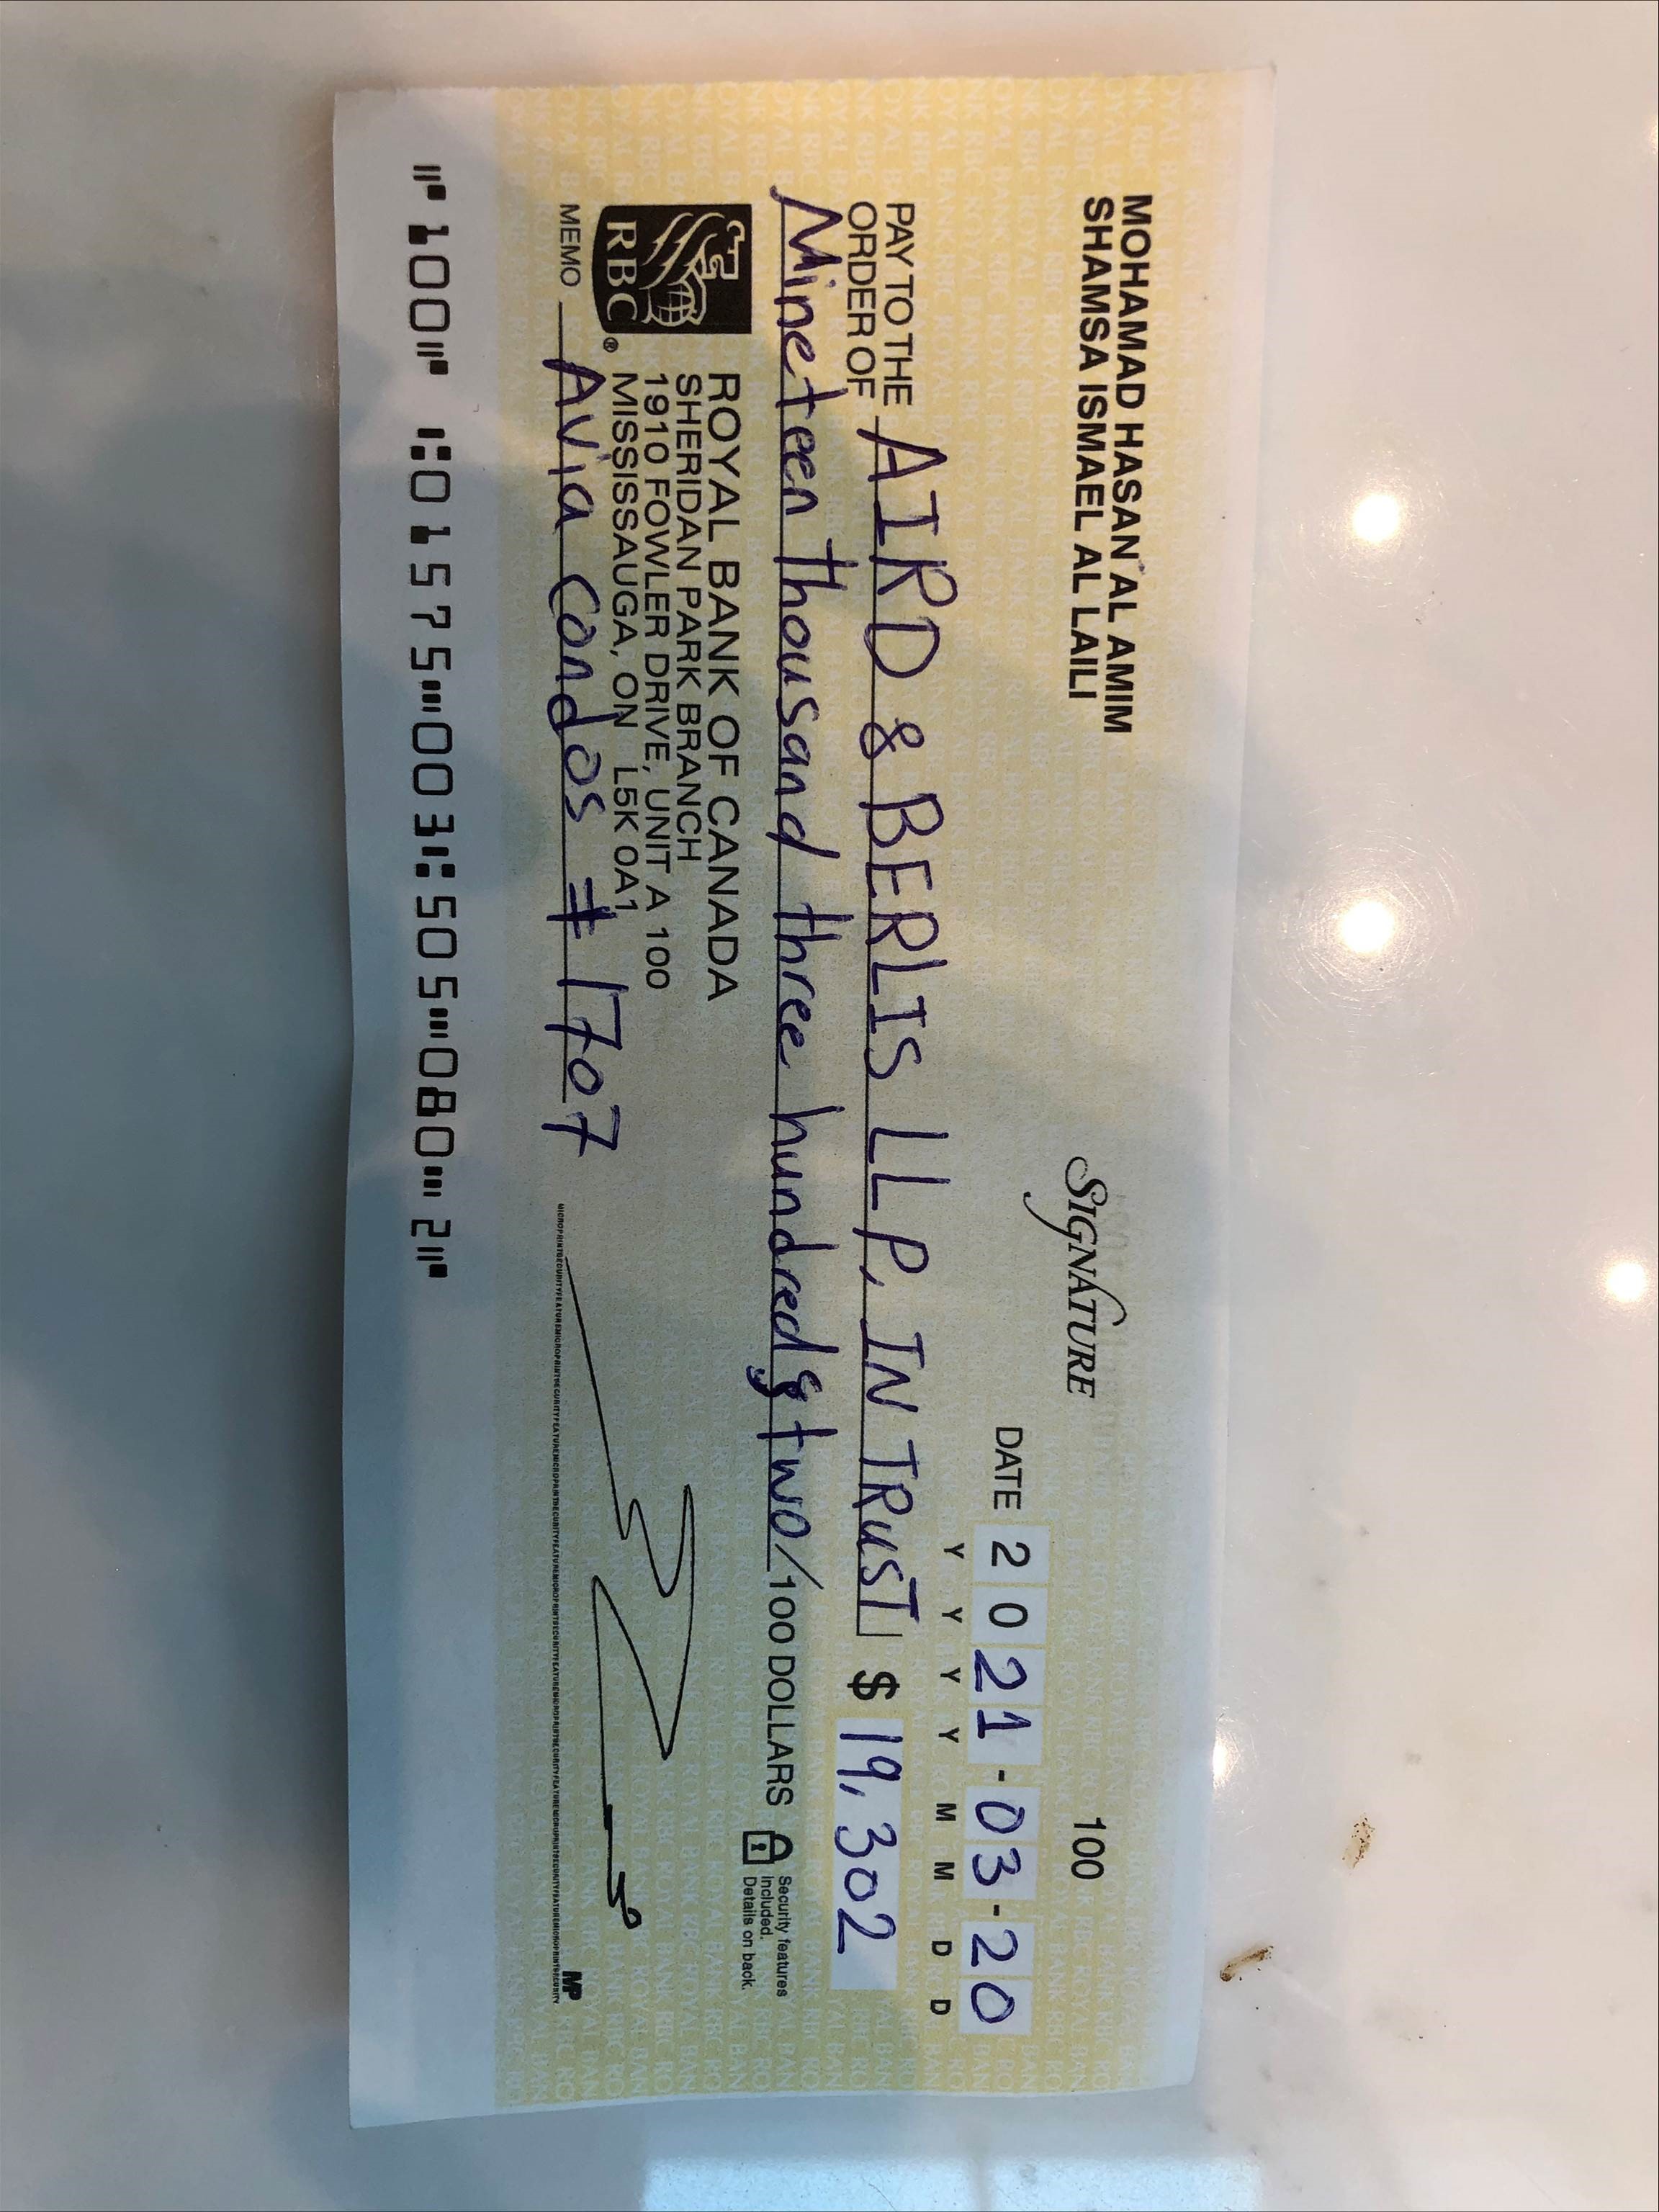 MOHAMAD HASAN AL AMIM
SHAMSA ISMAEL AL LAILI
SIGNATURE
100
DATE 2021-03-20
Y Y Y Y M M D D
PAY TO THE
ORDER OF AIRD & BERLIS LLP, IN TRUST $ 19,302
Nineteen thousand three hundred & two/100 DOLLARS
Security features
included.
Details on back.
RBC ®
ROYAL BANK OF CANADA
SHERIDAN PARK BRANCH
1910 FOWLER DRIVE, UNIT A 100
MISSISSAUGA, ON L5K 0A1
MEMO Avia Condos # 1707
MP
⑈100⑈ ⑆01575⑉003⑆505⑉080⑉2⑈